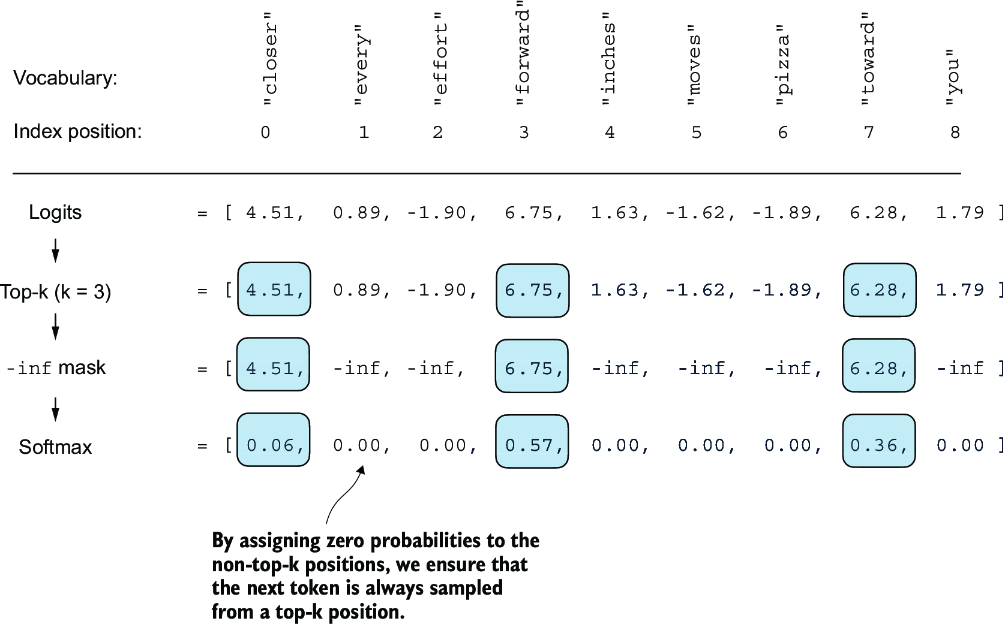 Vocabulary: "closer" "every" "effort" "forward" "inches" "moves" "pizza" "toward" "you"
Index position: 0 1 2 3 4 5 6 7 8
Logits = [ 4.51, 0.89, -1.90, 6.75, 1.63, -1.62, -1.89, 6.28, 1.79 ]
Top-k (k = 3) = [ 4.51, 0.89, -1.90, 6.75, 1.63, -1.62, -1.89, 6.28, 1.79 ]
-inf mask = [ 4.51, -inf, -inf, 6.75, -inf, -inf, -inf, 6.28, -inf ]
Softmax = [ 0.06, 0.00, 0.00, 0.57, 0.00, 0.00, 0.00, 0.36, 0.00 ]
By assigning zero probabilities to the
non-top-k positions, we ensure that
the next token is always sampled
from a top-k position.